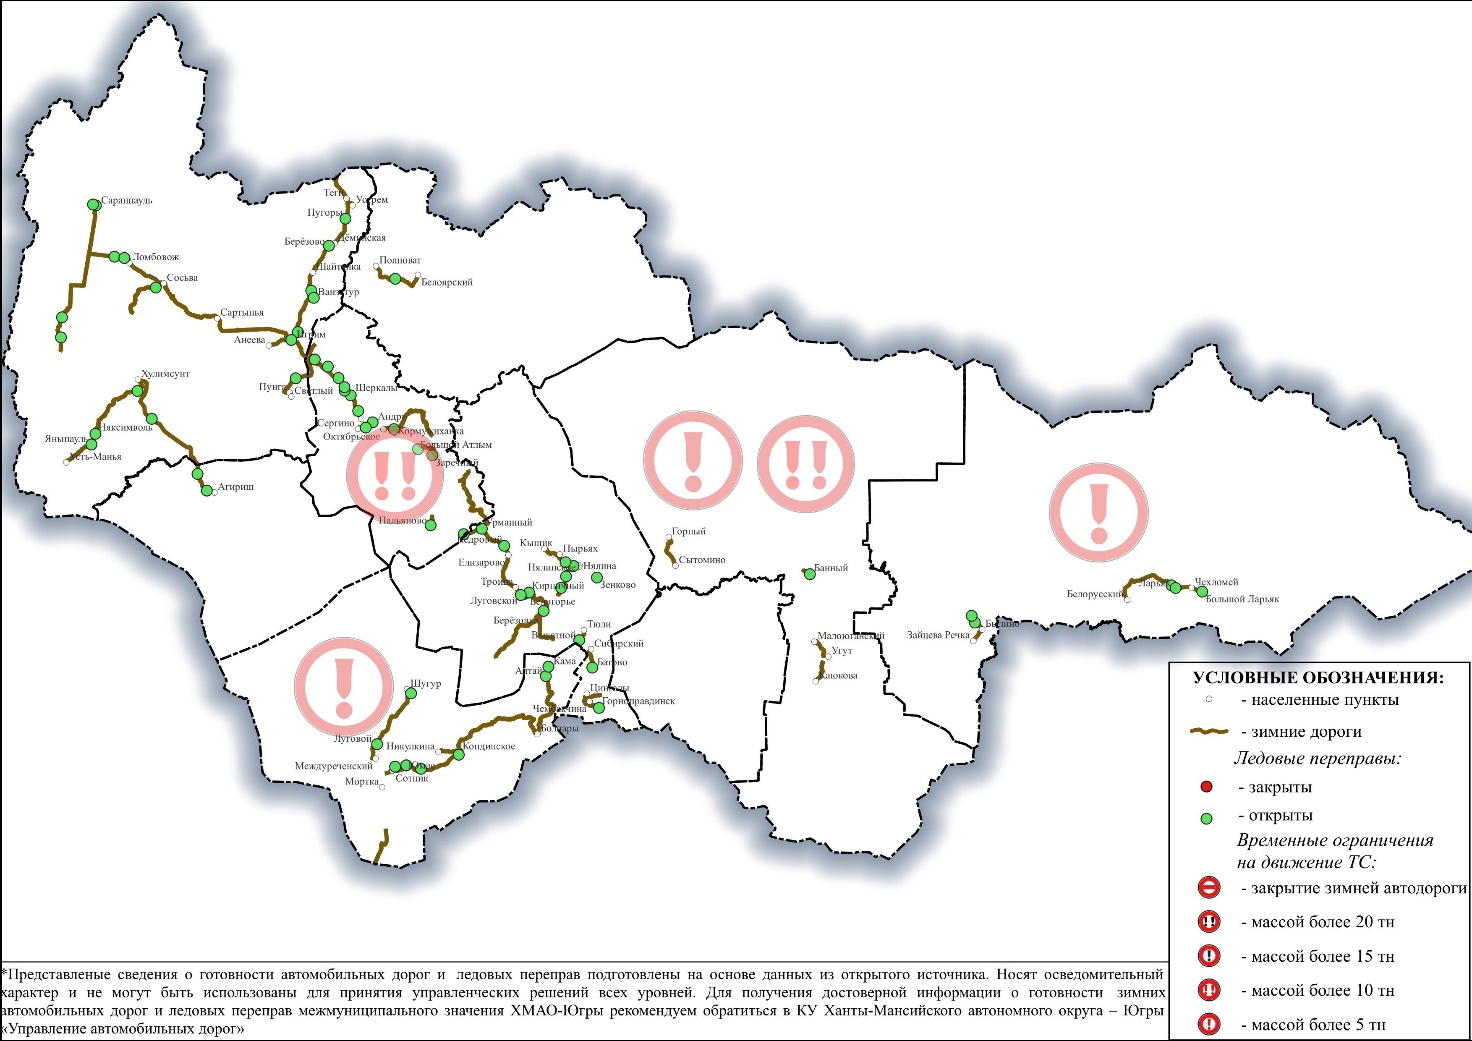 Теги
Устрем
Пугоры
Берёзово
Дёминская
Полноват
Белоярский
Ванзетур
Саранпауль
Ломбовож
Сосьва
Сартынья
Анеева
Игрим
Хулимсунт
Пунга
Светлый
Шеркалы
Няксимволь
Яныпауль
Усть-Манья
Агириш
Сергино
Андра
Октябрьское
Кормужиханка
Большой Атлым
Заречный
Пальяново
Урманный
Кедровый
Елизарово
Кышик
Пырьях
Нялинское
Нялина
Зенково
Троица
Кирпичный
Луговской
Белогорье
Тюли
Выкатной
Сибирский
Батово
Кама
Алтай
Цингалы
Горноправдинск
Чембакчина
Болчары
Шугур
Луговой
Никулкина
Кондинское
Междуреченский
Сотник
Мортка
Горный
Сытомино
Банный
Малоюганский
Угут
Каюкова
Зайцева Речка
Былино
Белорусский
Ларьяк
Чехломей
Большой Ларьяк
УСЛОВНЫЕ ОБОЗНАЧЕНИЯ:
- населенные пункты
- зимние дороги
Ледовые переправы:
- закрыты
- открыты
Временные ограничения
на движение ТС:
- закрытие зимней автодороги
- массой более 20 тн
- массой более 15 тн
- массой более 10 тн
- массой более 5 тн
*Представленые сведения о готовности автомобильных дорог и ледовых переправ подготовлены на основе данных из открытого источника. Носят осведомительный
характер и не могут быть использованы для принятия управленческих решений всех уровней. Для получения достоверной информации о готовности зимних
автомобильных дорог и ледовых переправ межмуниципального значения ХМАО-Югры рекомендуем обратиться в КУ Ханты-Мансийского автономного округа – Югры
«Управление автомобильных дорог»